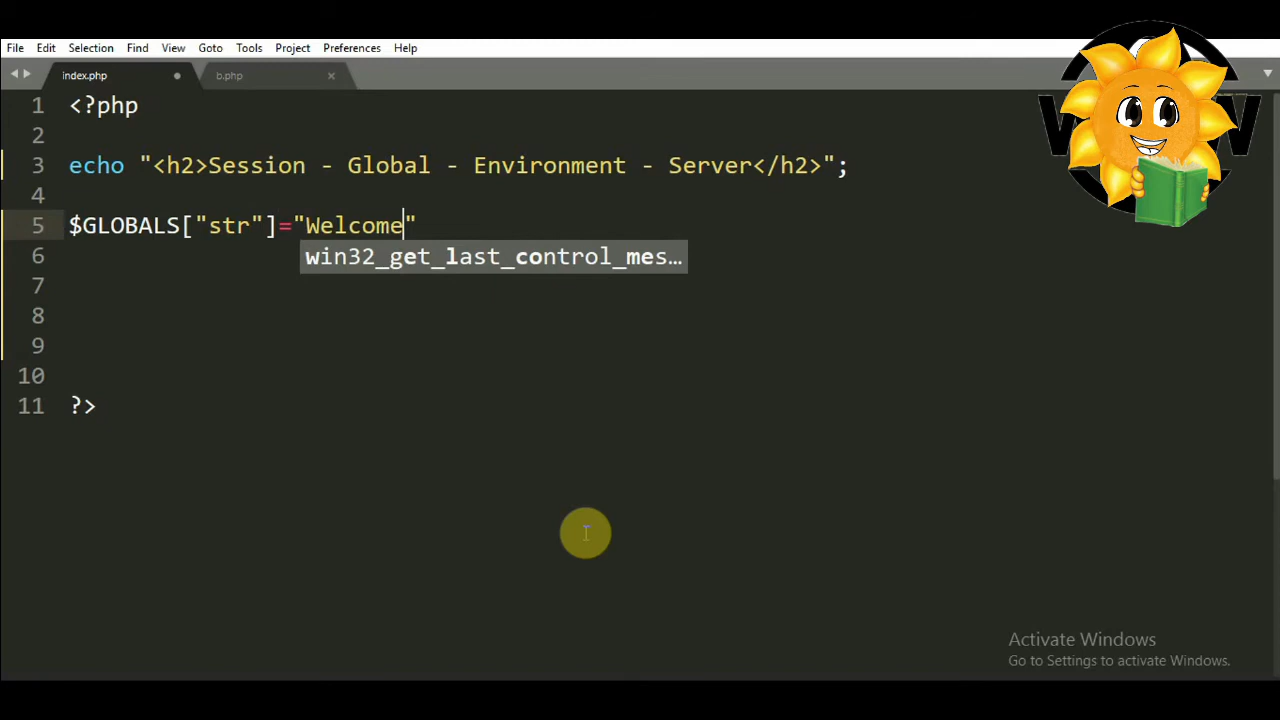 File Edit Selection Find View Goto Tools Project Preferences Help
index.php b.php
1 <?php
2
3 echo "<h2>Session - Global - Environment - Server</h2>";
4
5 $GLOBALS["str"]="Welcome"
6 win32_get_last_control_mes…
7
8
9
10
11 ?>
W W
Activate Windows
Go to Settings to activate Windows.